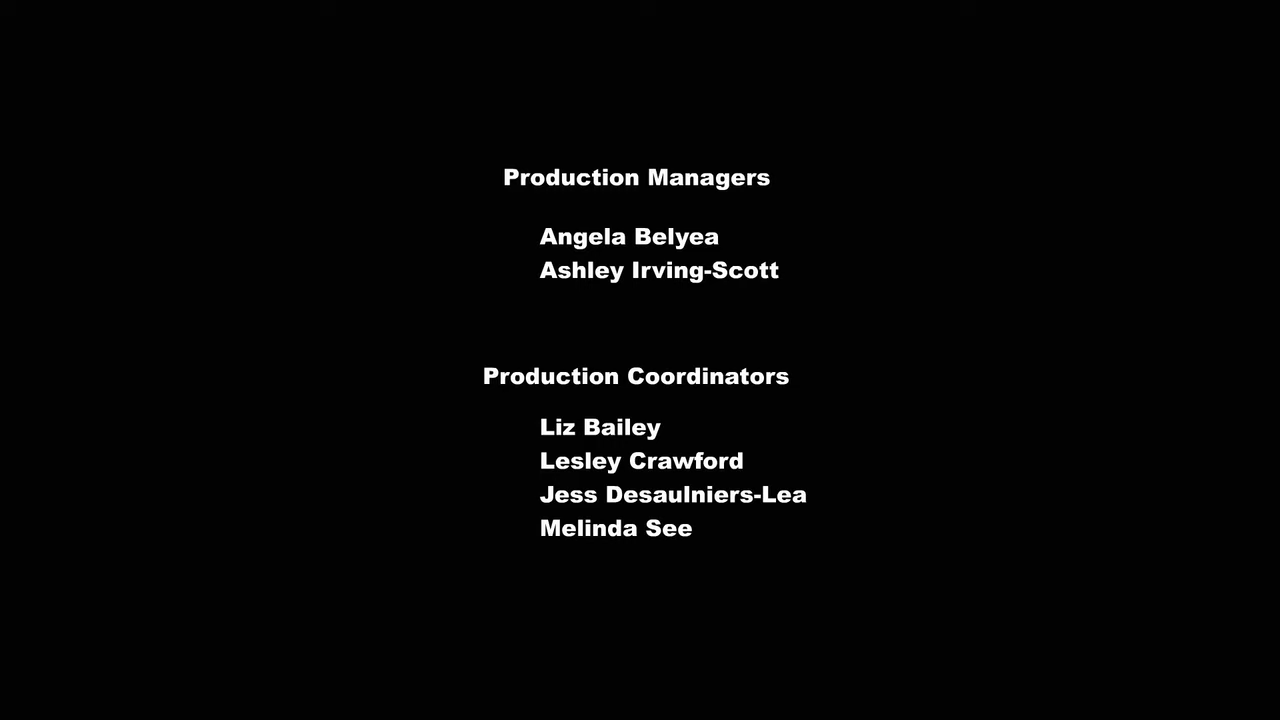 Production Managers
Angela Belyea
Ashley Irving-Scott
Production Coordinators
Liz Bailey
Lesley Crawford
Jess Desaulniers-Lea
Melinda See